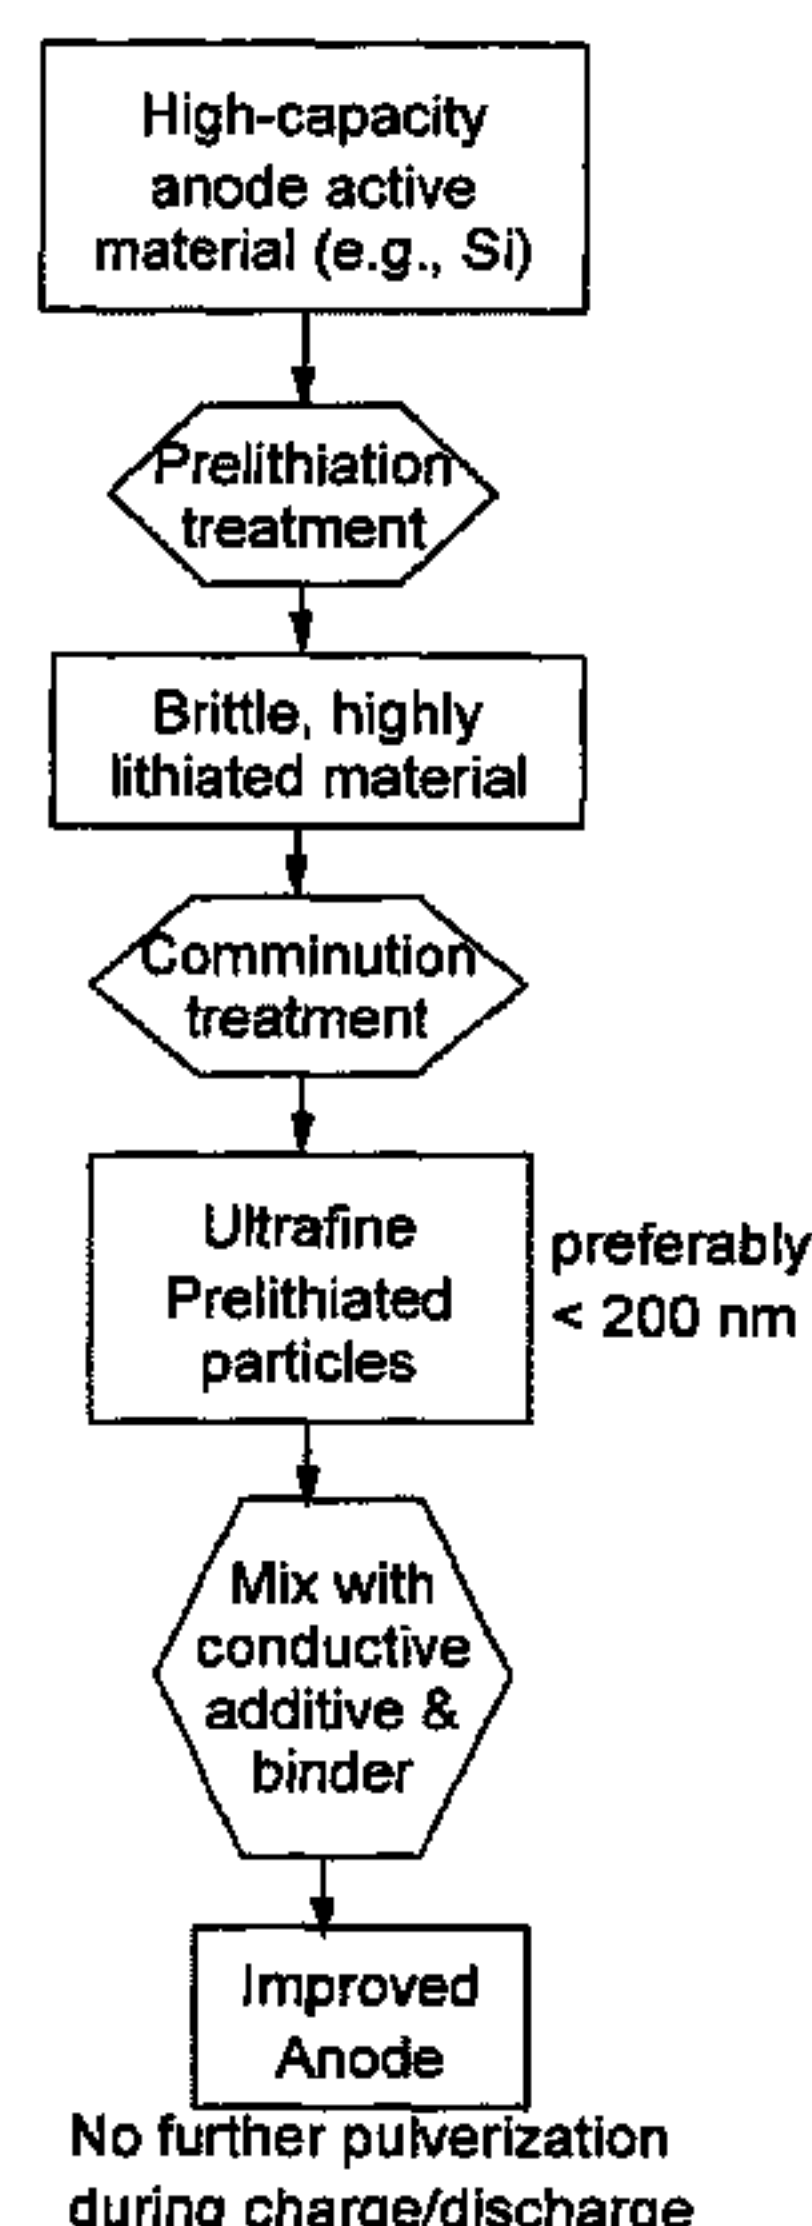 High-capacity
anode active
material (e.g., Si)
Prelithiation
treatment
Brittle, highly
lithiated material
Comminution
treatment
Ultrafine
Prelithiated
particles
preferably
< 200 nm
Mix with
conductive
additive &
binder
Improved
Anode
No further pulverization
during charge/discharge